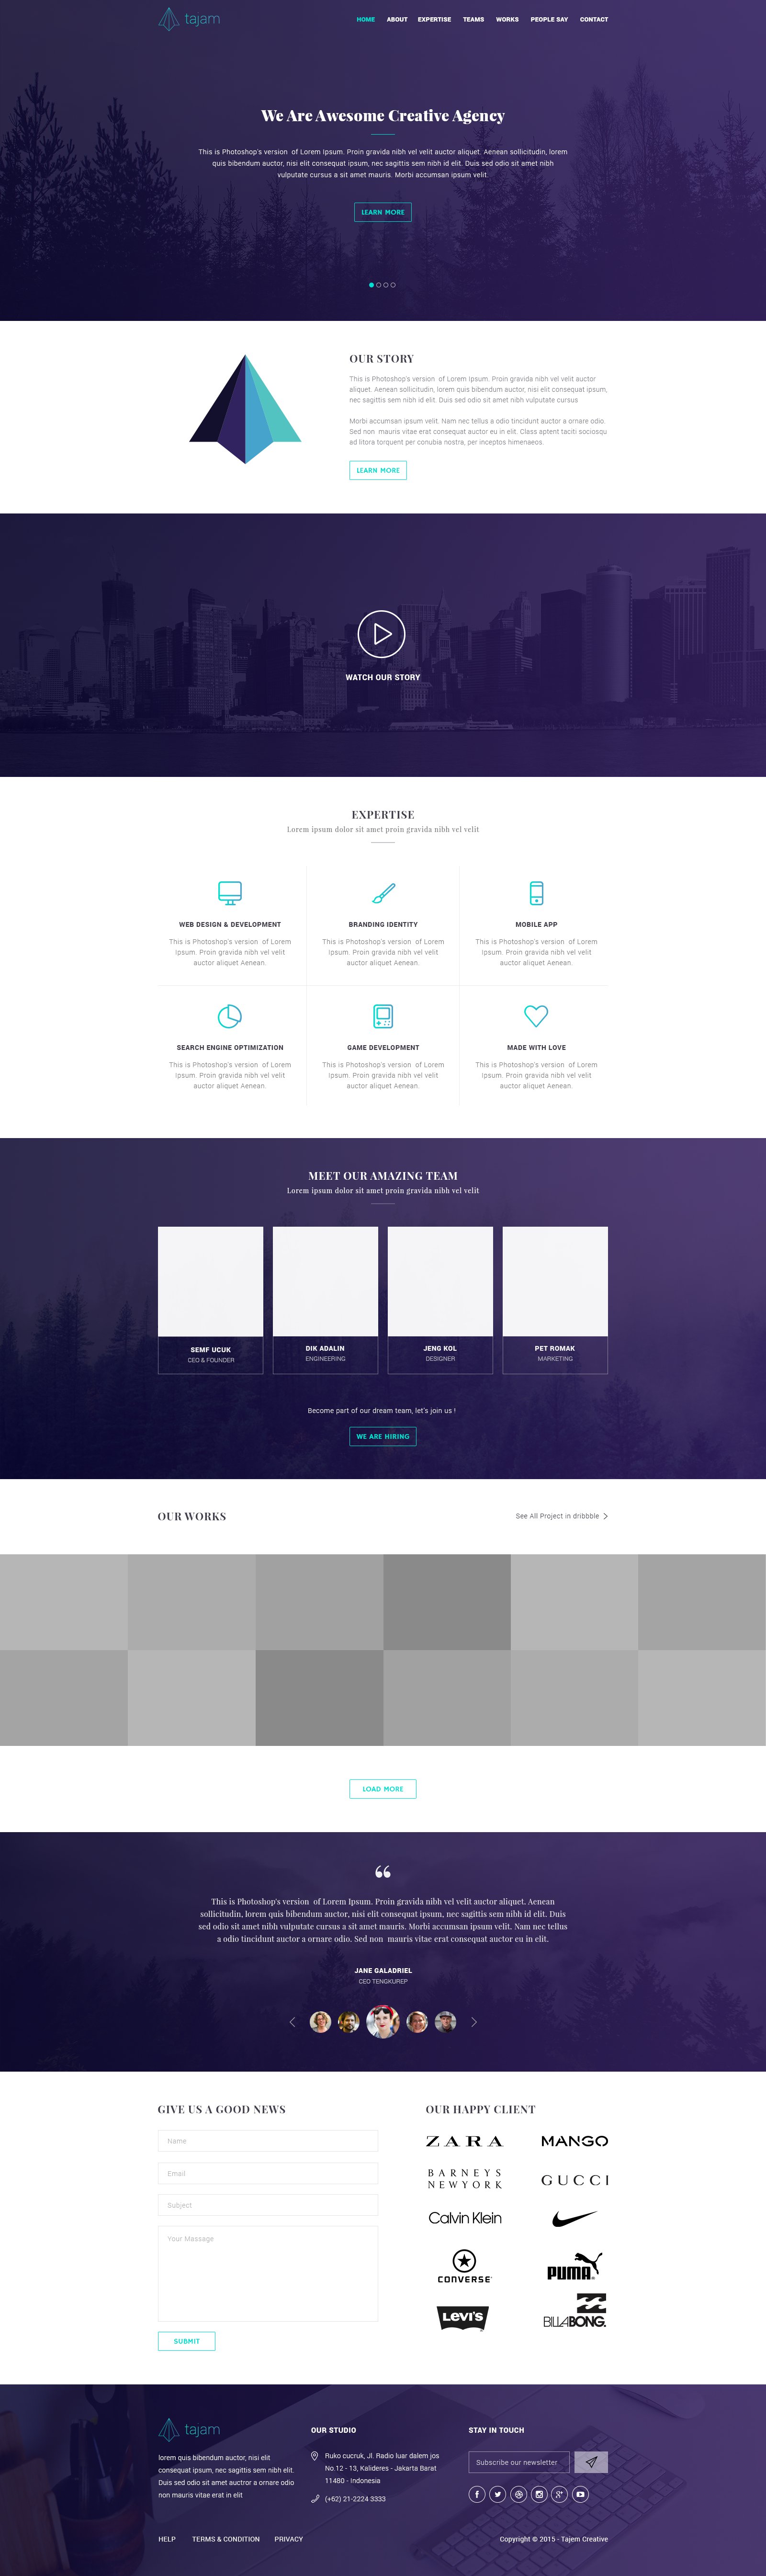 tajam
HOME ABOUT EXPERTISE TEAMS WORKS PEOPLE SAY CONTACT
We Are Awesome Creative Agency
This is Photoshop's version of Lorem Ipsum. Proin gravida nibh vel velit auctor aliquet. Aenean sollicitudin, lorem
quis bibendum auctor, nisi elit consequat ipsum, nec sagittis sem nibh id elit. Duis sed odio sit amet nibh
vulputate cursus a sit amet mauris. Morbi accumsan ipsum velit.
LEARN MORE
OUR STORY
This is Photoshop's version of Lorem Ipsum. Proin gravida nibh vel velit auctor
aliquet. Aenean sollicitudin, lorem quis bibendum auctor, nisi elit consequat ipsum,
nec sagittis sem nibh id elit. Duis sed odio sit amet nibh vulputate cursus
Morbi accumsan ipsum velit. Nam nec tellus a odio tincidunt auctor a ornare odio.
Sed non mauris vitae erat consequat auctor eu in elit. Class aptent taciti sociosqu
ad litora torquent per conubia nostra, per inceptos himenaeos.
LEARN MORE
WATCH OUR STORY
EXPERTISE
Lorem ipsum dolor sit amet proin gravida nibh vel velit
WEB DESIGN & DEVELOPMENT
This is Photoshop's version of Lorem
Ipsum. Proin gravida nibh vel velit
auctor aliquet Aenean.
BRANDING IDENTITY
This is Photoshop's version of Lorem
Ipsum. Proin gravida nibh vel velit
auctor aliquet Aenean.
MOBILE APP
This is Photoshop's version of Lorem
Ipsum. Proin gravida nibh vel velit
auctor aliquet Aenean.
SEARCH ENGINE OPTIMIZATION
This is Photoshop's version of Lorem
Ipsum. Proin gravida nibh vel velit
auctor aliquet Aenean.
GAME DEVELOPMENT
This is Photoshop's version of Lorem
Ipsum. Proin gravida nibh vel velit
auctor aliquet Aenean.
MADE WITH LOVE
This is Photoshop's version of Lorem
Ipsum. Proin gravida nibh vel velit
auctor aliquet Aenean.
MEET OUR AMAZING TEAM
Lorem ipsum dolor sit amet proin gravida nibh vel velit
SEMF UCUK
CEO & FOUNDER
DIK ADALIN
ENGINEERING
JENG KOL
DESIGNER
PET ROMAK
MARKETING
Become part of our dream team, let's join us !
WE ARE HIRING
OUR WORKS
See All Project in dribbble
LOAD MORE
This is Photoshop's version of Lorem Ipsum. Proin gravida nibh vel velit auctor aliquet. Aenean
sollicitudin, lorem quis bibendum auctor, nisi elit consequat ipsum, nec sagittis sem nibh id elit. Duis
sed odio sit amet nibh vulputate cursus a sit amet mauris. Morbi accumsan ipsum velit. Nam nec tellus
a odio tincidunt auctor a ornare odio. Sed non mauris vitae erat consequat auctor eu in elit.
JANE GALADRIEL
CEO TENGKUREP
GIVE US A GOOD NEWS
Name
Email
Subject
Your Massage
SUBMIT
OUR HAPPY CLIENT
ZARA
MANGO
BARNEYS
NEWYORK
GUCCI
Calvin Klein
CONVERSE
PUMA
LEVI'S
BILLABONG
tajam
lorem quis bibendum auctor, nisi elit
consequat ipsum, nec sagittis sem nibh elit.
Duis sed odio sit amet auctror a ornare odio
non mauris vitae erat in elit
OUR STUDIO
Ruko cucruk, Jl. Radio luar dalem jos
No.12 - 13, Kalideres - Jakarta Barat
11480 - Indonesia
(+62) 21-2224 3333
STAY IN TOUCH
Subscribe our newsletter
HELP TERMS & CONDITION PRIVACY
Copyright © 2015 - Tajem Creative